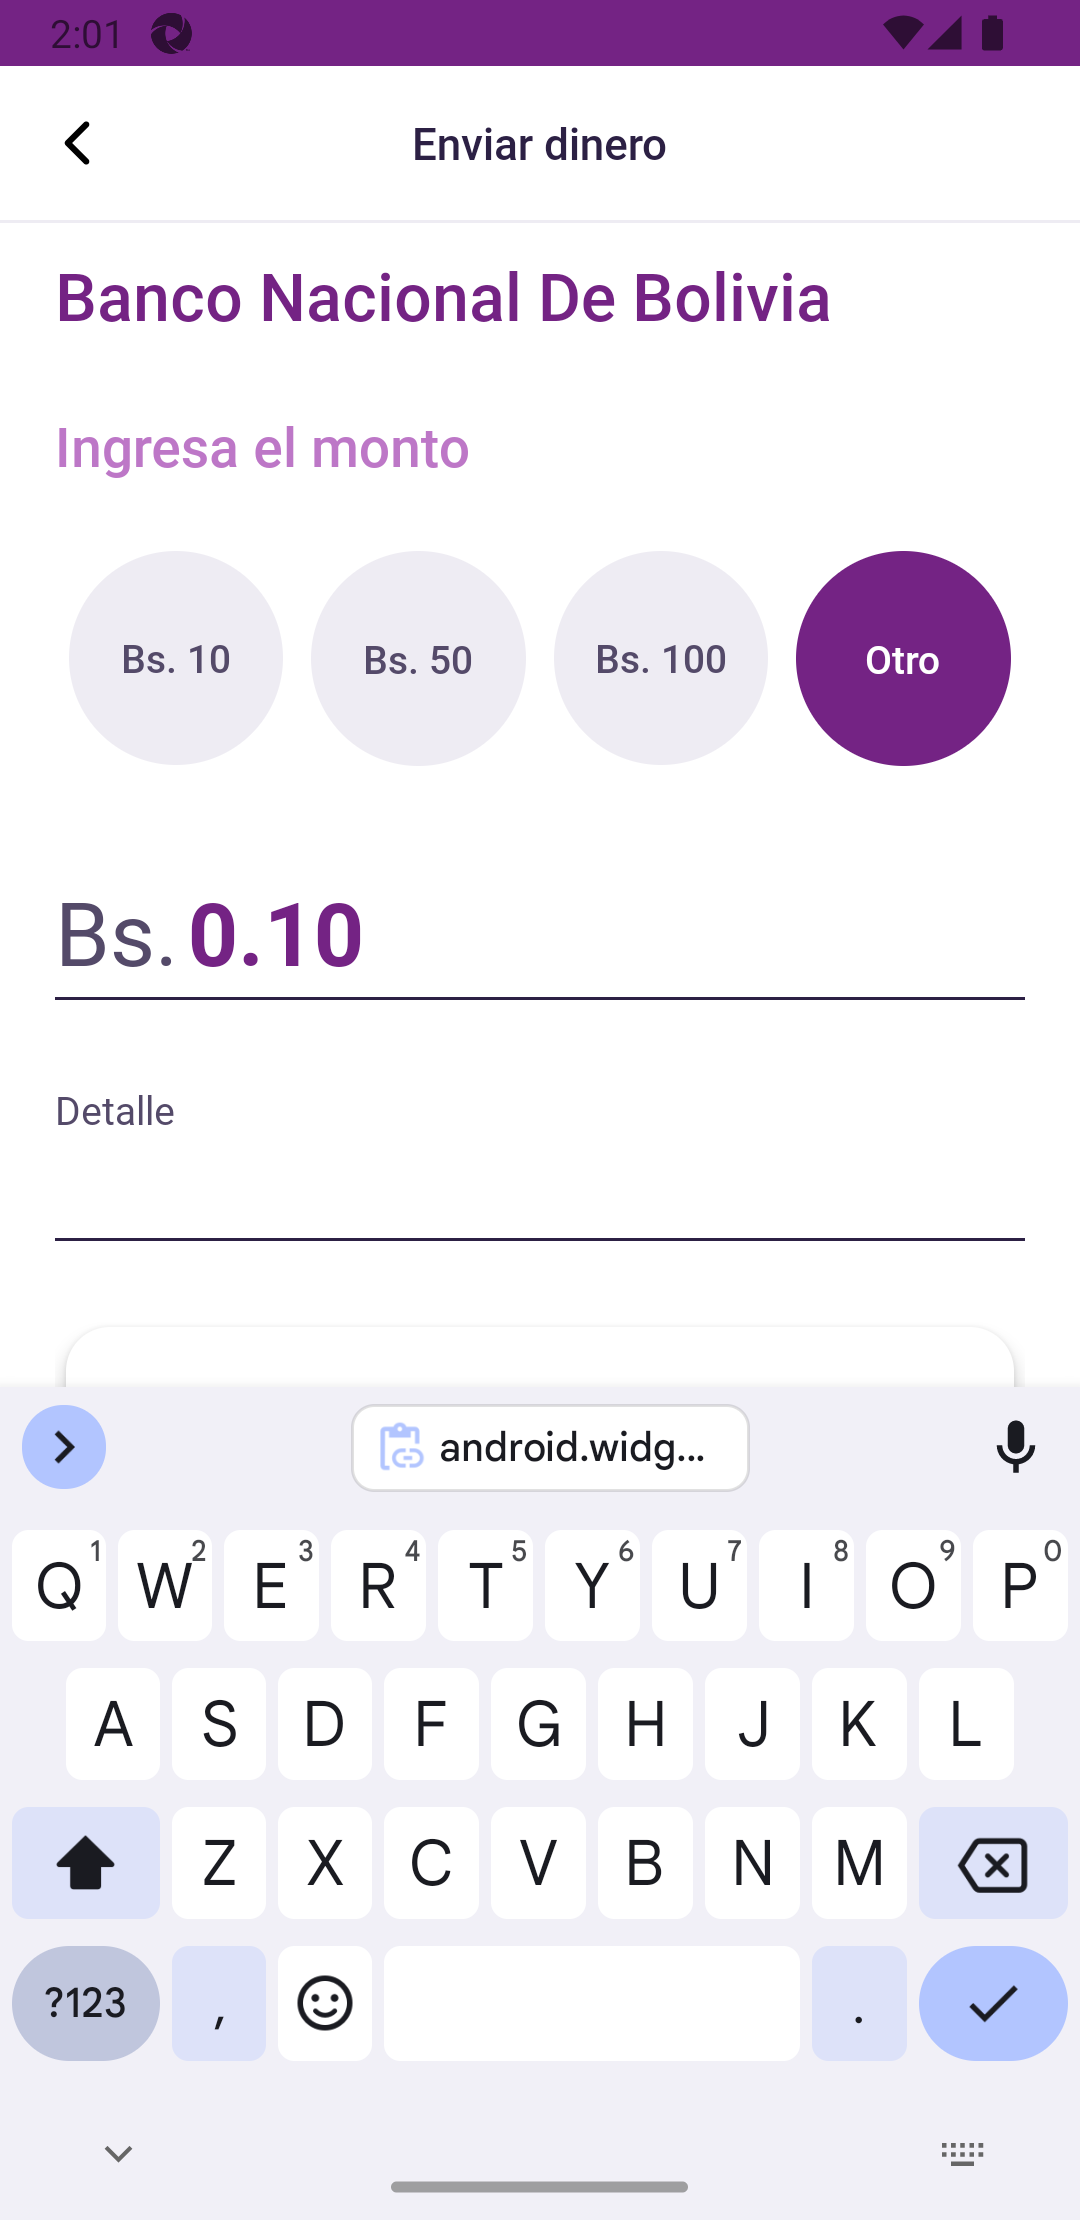 2:01
Enviar dinero
Banco Nacional De Bolivia
Ingresa el monto
Bs. 10 Bs. 50 Bs. 100 Otro
Bs. 0.10
Detalle
android.widg...
Q 1 W 2 E 3 R 4 T 5 Y 6 U 7 I 8 O 9 P 0
A S D F G H J K L
Z X C V B N M
?123 , .